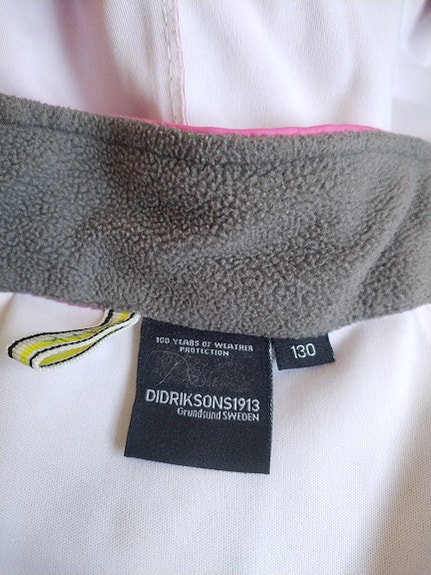 100 YEARS OF WEATHER
PROTECTION
DIDRIKSONS1913
Grundsund SWEDEN
130